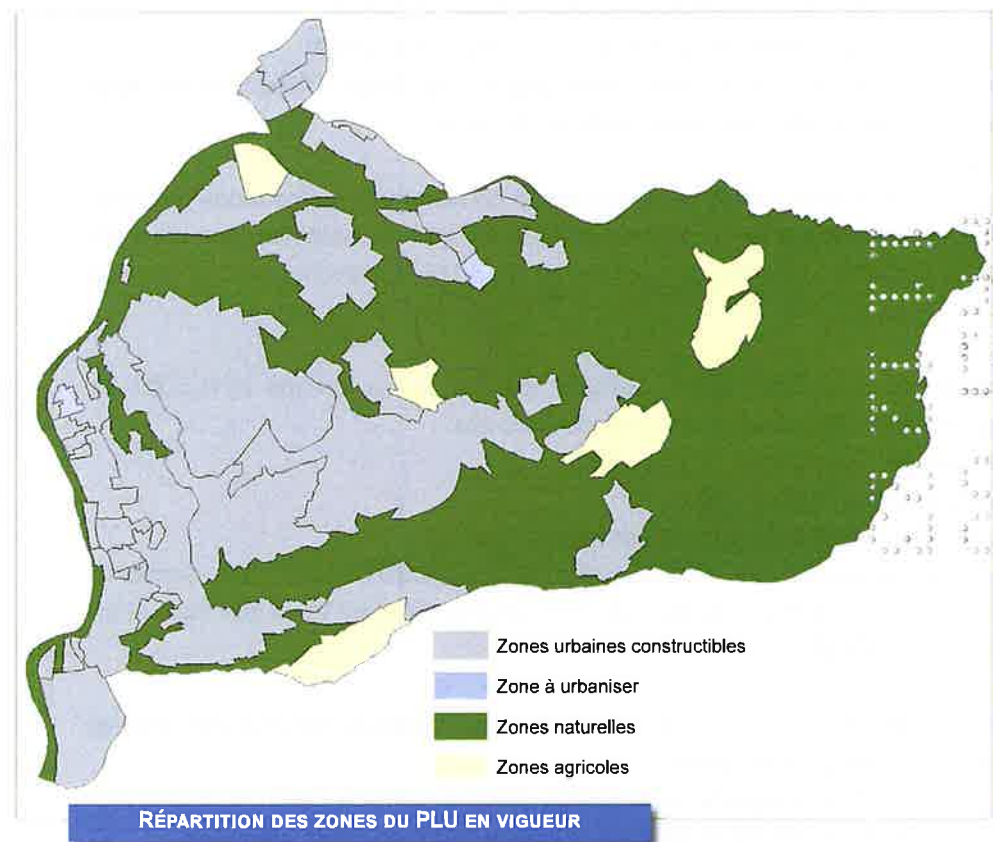 Zones urbaines constructibles
Zone à urbaniser
Zones naturelles
Zones agricoles
RÉPARTITION DES ZONES DU PLU EN VIGUEUR